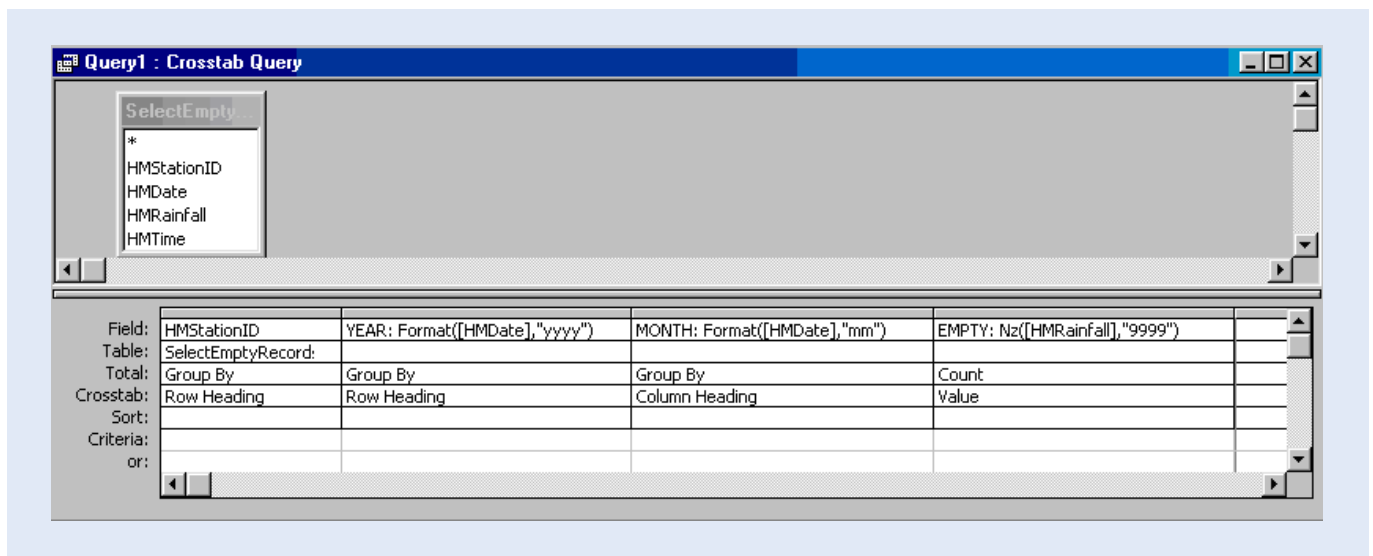 Query1 : Crosstab Query
SelectEmpty...
*
HMStationID
HMDate
HMRainfall
HMTime
Field: HMStationID YEAR: Format([HMDate],"yyyy") MONTH: Format([HMDate],"mm") EMPTY: Nz([HMRainfall],"9999")
Table: SelectEmptyRecord:
Total: Group By Group By Group By Count
Crosstab: Row Heading Row Heading Column Heading Value
Sort:
Criteria:
or: